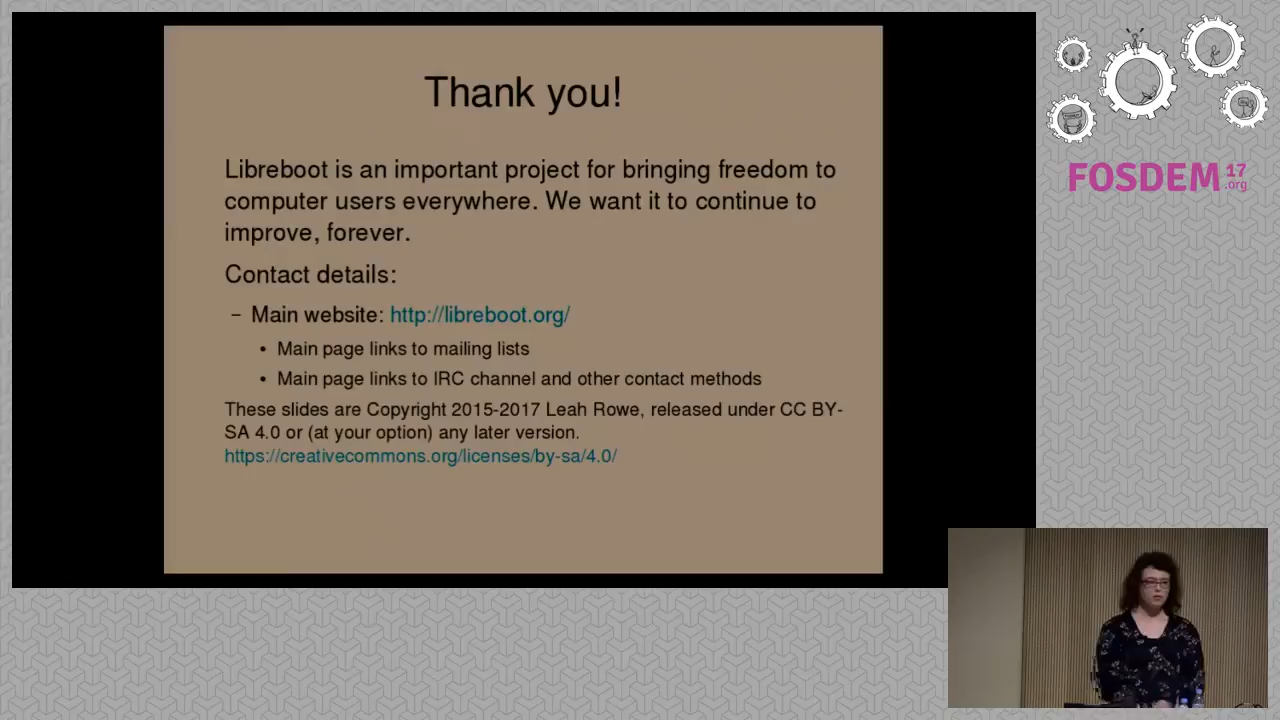 Thank you!
Libreboot is an important project for bringing freedom to
computer users everywhere. We want it to continue to
improve, forever.
Contact details:
– Main website: http://libreboot.org/
• Main page links to mailing lists
• Main page links to IRC channel and other contact methods
These slides are Copyright 2015-2017 Leah Rowe, released under CC BY-
SA 4.0 or (at your option) any later version.
https://creativecommons.org/licenses/by-sa/4.0/
FOSDEM 17
.org